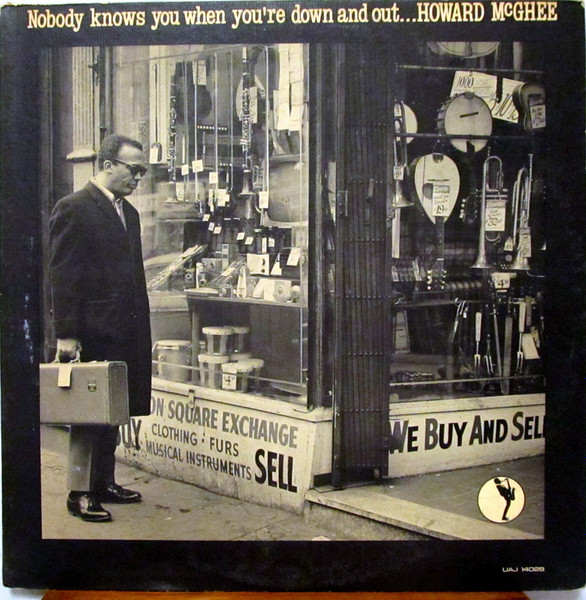 Nobody knows you when you're down and out...HOWARD McGHEE
ON SQUARE EXCHANGE
BUY CLOTHING : FURS
MUSICAL INSTRUMENTS SELL
WE BUY AND SELL
UAJ 14028